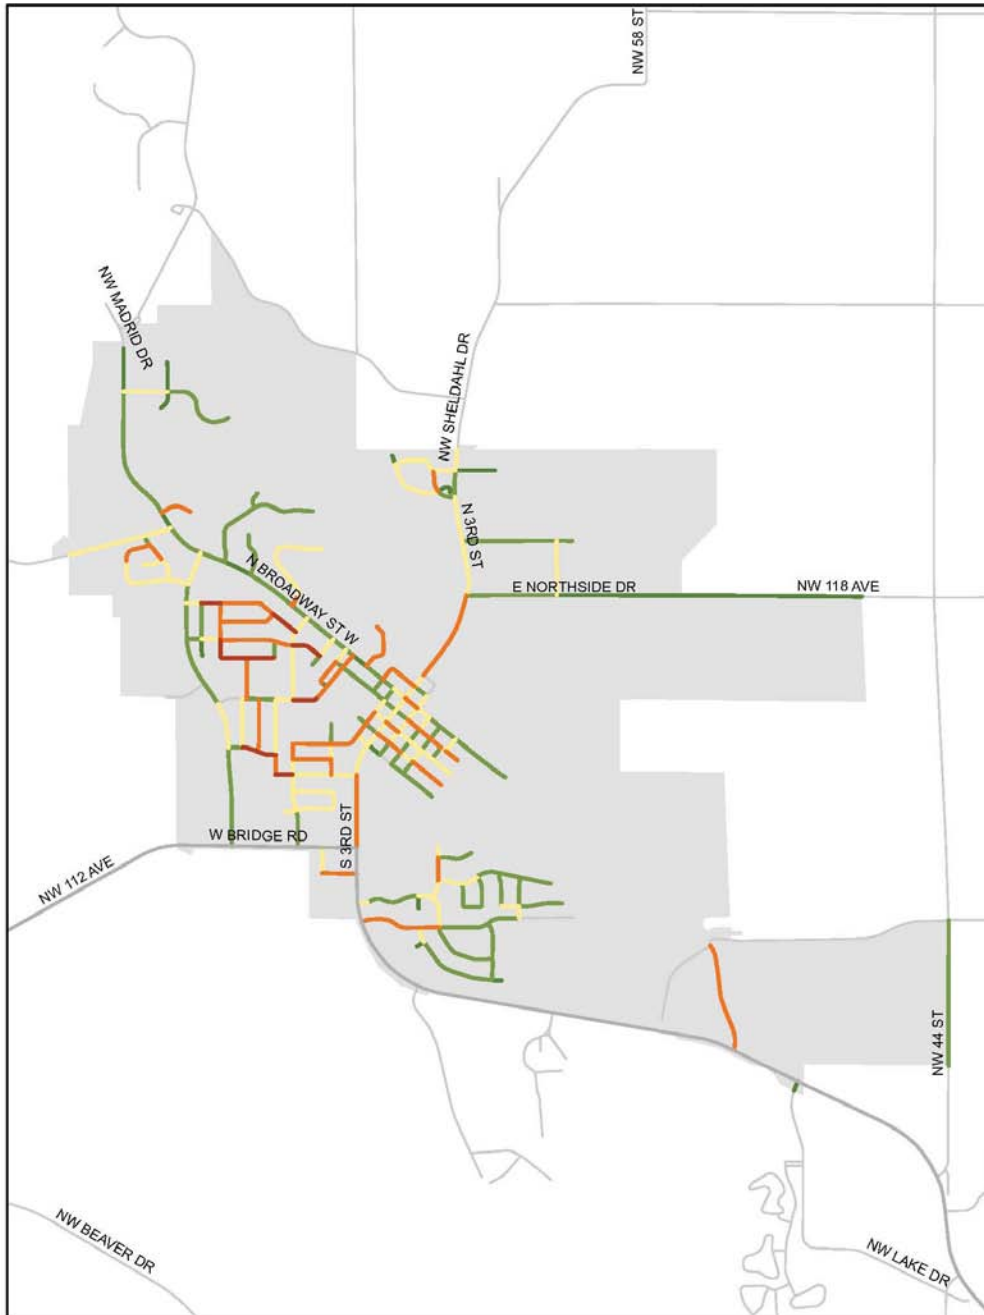 NW 58 ST
NW MADRID DR
NW SHELDAHL DR
N 3RD ST
N BROADWAY ST W
E NORTHSIDE DR
NW 118 AVE
W BRIDGE RD
S 3RD ST
NW 112 AVE
NW 44 ST
NW BEAVER DR
NW LAKE DR